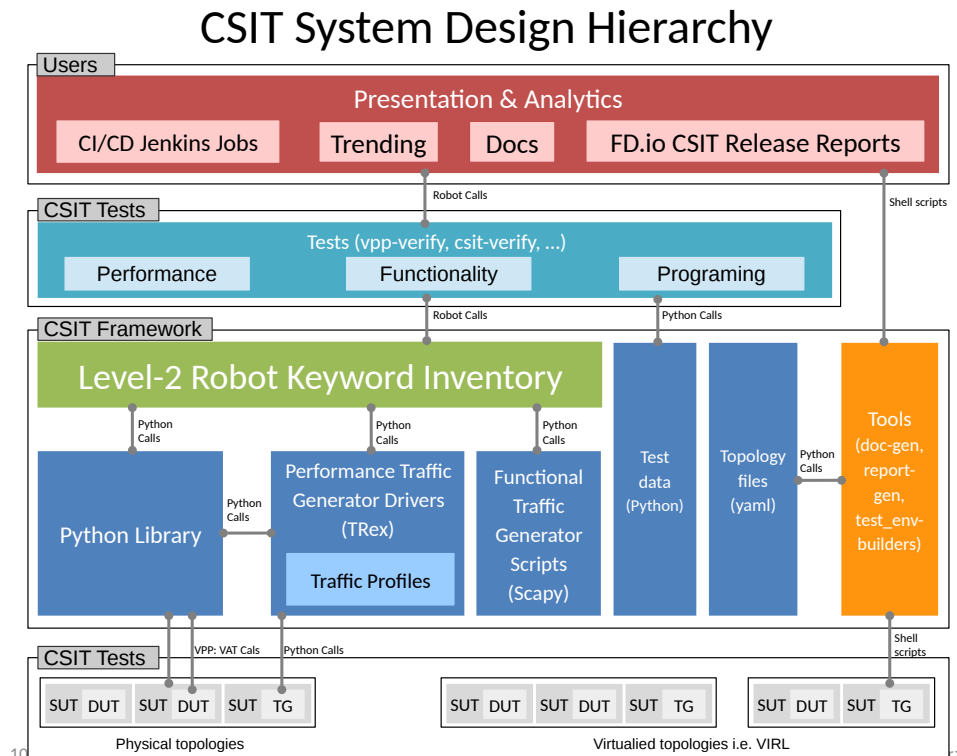 CSIT System Design Hierarchy
Users
Presentation & Analytics
CI/CD Jenkins Jobs
Trending
Docs
FD.io CSIT Release Reports
Robot Calls
Shell scripts
CSIT Tests
Tests (vpp-verify, csit-verify, ...)
Performance
Functionality
Programing
Robot Calls
Python Calls
CSIT Framework
Level-2 Robot Keyword Inventory
Python
Calls
Python
Calls
Python
Calls
Python Library
Python
Calls
Performance Traffic
Generator Drivers
(TRex)
Traffic Profiles
Functional
Traffic
Generator
Scripts
(Scapy)
Test
data
(Python)
Topology
files
(yaml)
Python
Calls
Tools
(doc-gen,
report-
gen,
test_env-
builders)
VPP: VAT Cals
Python Calls
Shell
scripts
CSIT Tests
SUT DUT
SUT DUT
SUT TG
SUT DUT
SUT DUT
SUT TG
SUT DUT
SUT TG
Physical topologies
Virtualied topologies i.e. VIRL